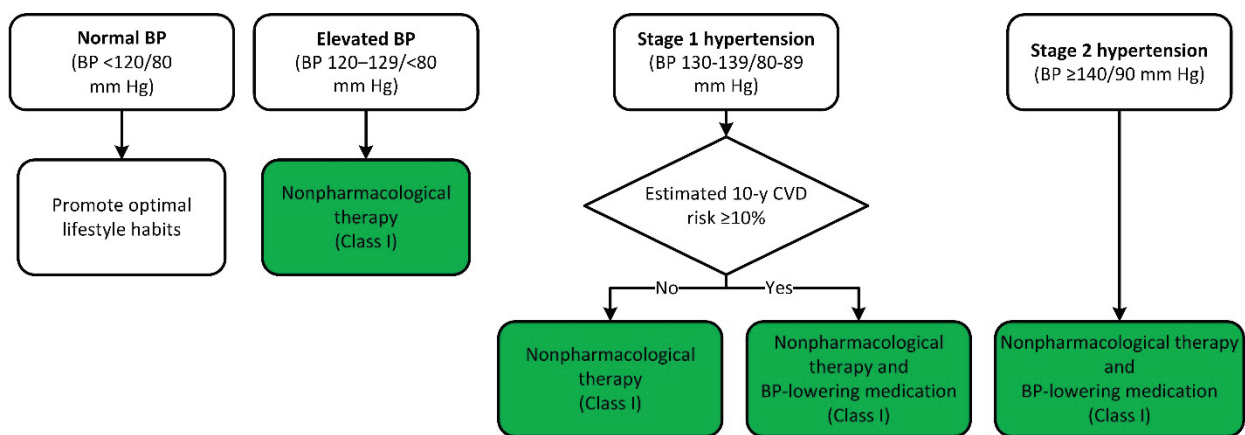 Normal BP
(BP <120/80
mm Hg)
Elevated BP
(BP 120–129/<80
mm Hg)
Stage 1 hypertension
(BP 130-139/80-89
mm Hg)
Stage 2 hypertension
(BP ≥140/90 mm Hg)
Promote optimal
lifestyle habits
Nonpharmacological
therapy
(Class I)
Estimated 10-y CVD
risk ≥10%
No
Yes
Nonpharmacological
therapy
(Class I)
Nonpharmacological
therapy and
BP-lowering medication
(Class I)
Nonpharmacological therapy
and
BP-lowering medication
(Class I)